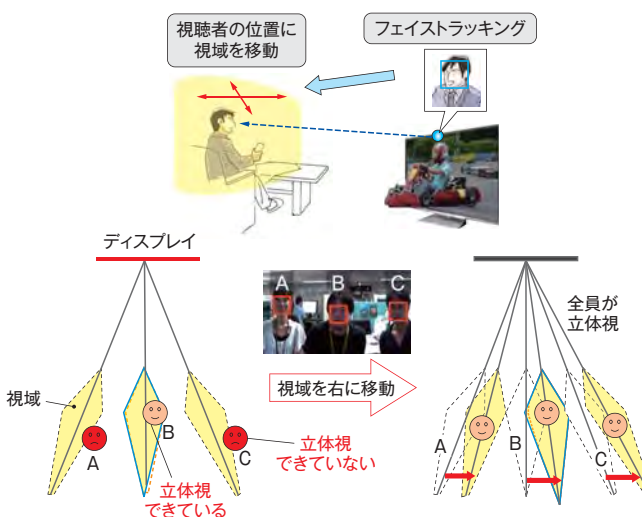 視聴者の位置に
視域を移動
フェイストラッキング
ディスプレイ
A B C
全員が
立体視
視域
視域を右に移動
A
B
C
立体視
できていない
立体視
できている
A
B
C